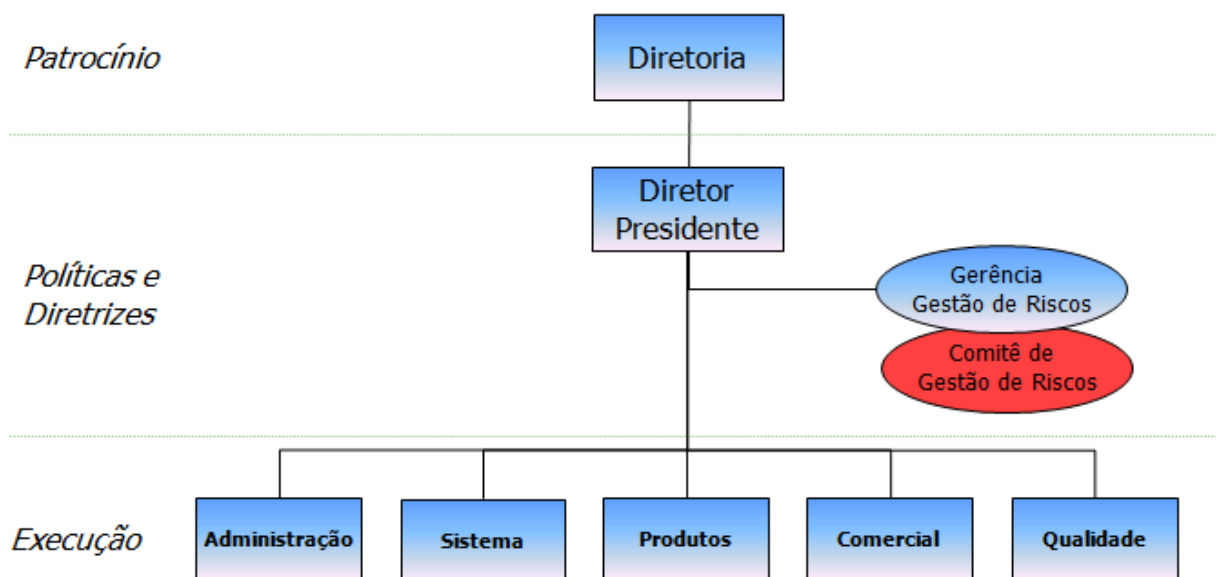 Patrocínio
Diretoria
Diretor
Presidente
Políticas e
Diretrizes
Gerência
Gestão de Riscos
Comitê de
Gestão de Riscos
Execução
Administração
Sistema
Produtos
Comercial
Qualidade